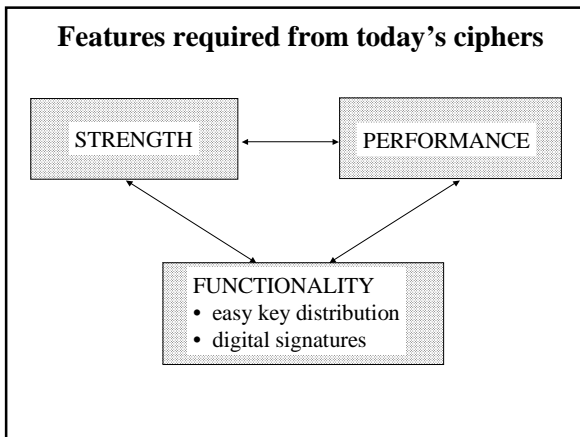 Features required from today's ciphers
STRENGTH
PERFORMANCE
FUNCTIONALITY
• easy key distribution
• digital signatures